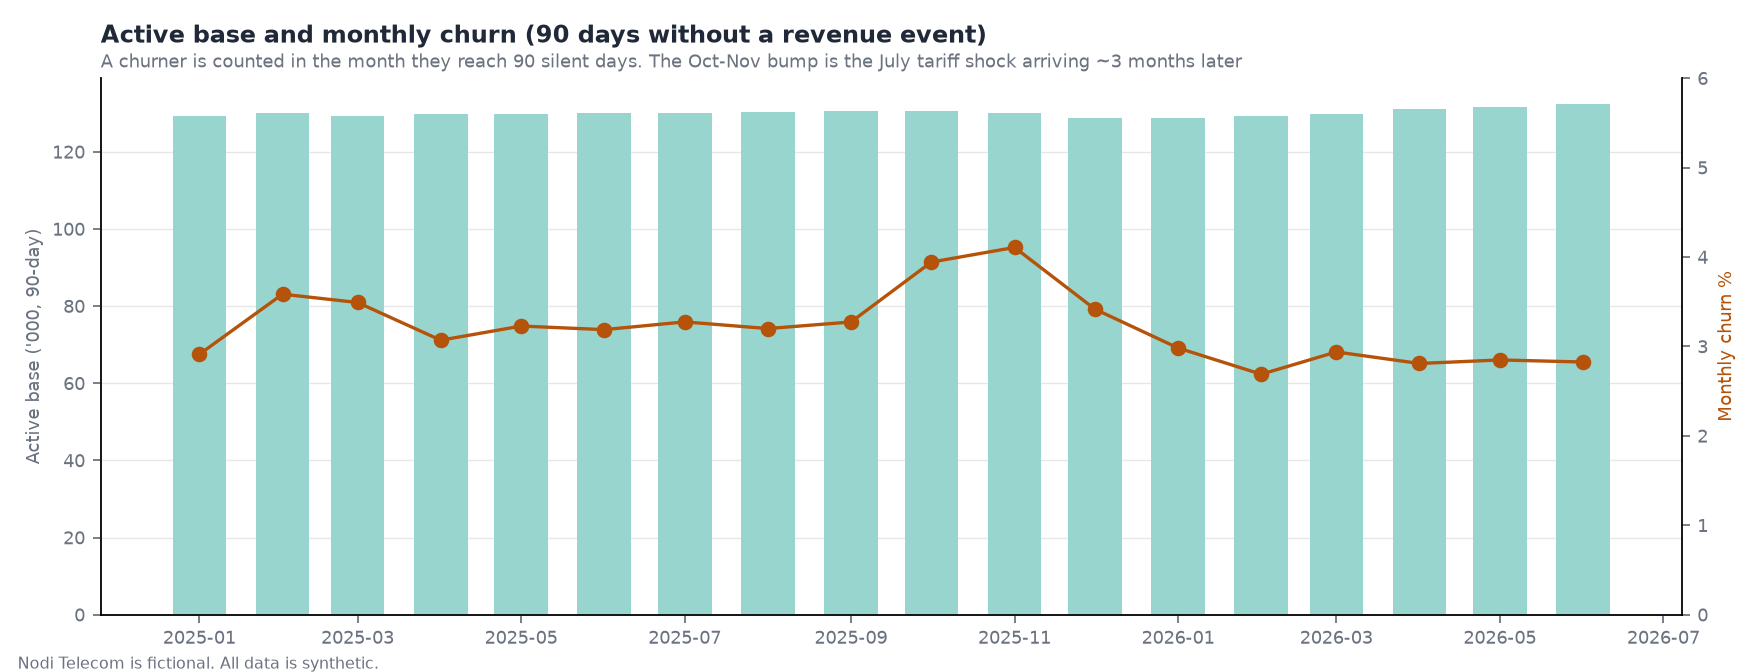 Active base and monthly churn (90 days without a revenue event)
A churner is counted in the month they reach 90 silent days. The Oct-Nov bump is the July tariff shock arriving ~3 months later
Active base ('000, 90-day)
120
100
80
60
40
20
0
6
5
4
3
2
1
0
Monthly churn %
2025-01 2025-03 2025-05 2025-07 2025-09 2025-11 2026-01 2026-03 2026-05 2026-07
Nodi Telecom is fictional. All data is synthetic.